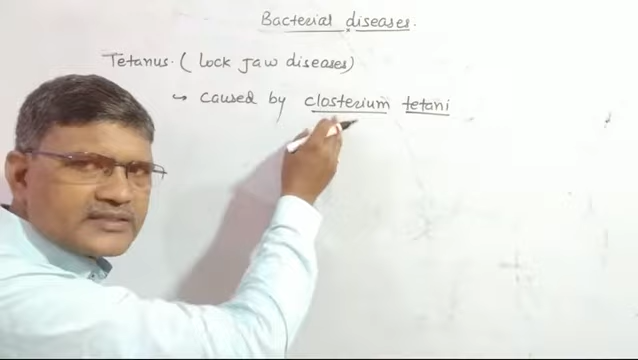 Bacterial diseases.
Tetanus. ( Lock Jaw diseases)
↪ caused by closterium tetani